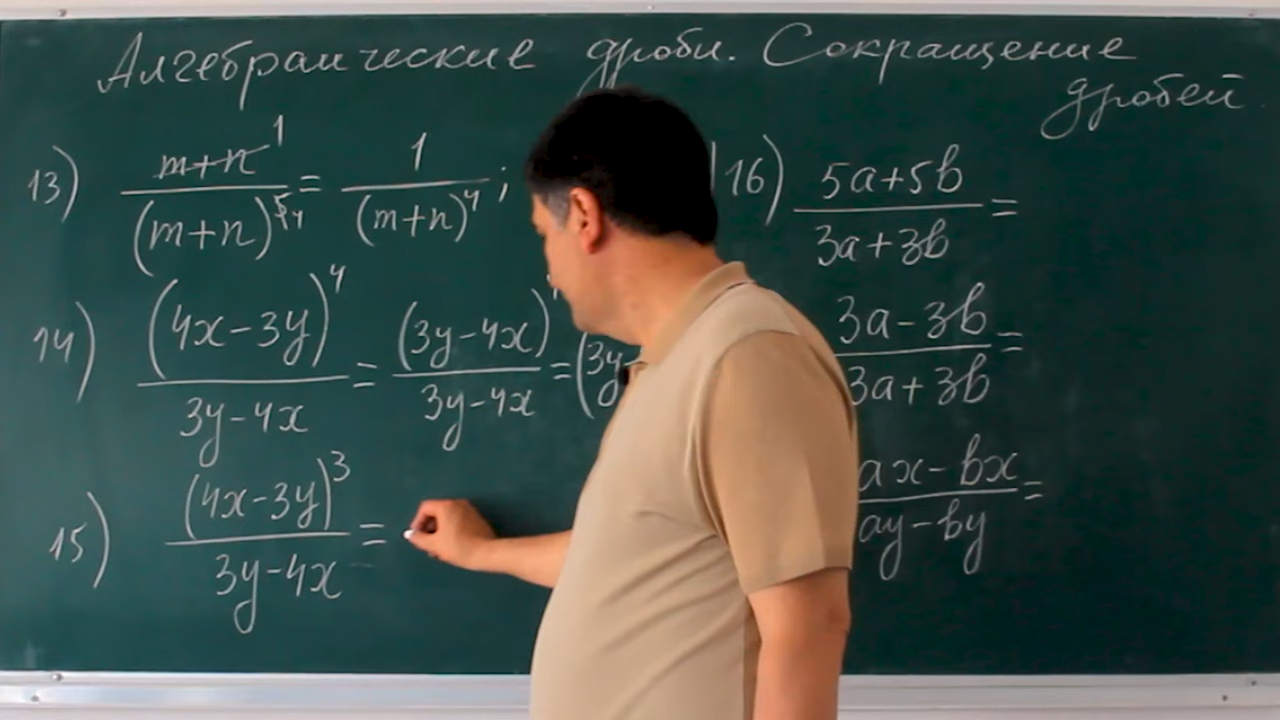 Алгебраические дроби. Сокращение
дробей
13) m+n 1 / (m+n)^5 4 = 1 / (m+n)^4 ;
14) (4x-3y)^4 / 3y-4x = (3y-4x) / 3y-4x = (3y-
15) (4x-3y)^3 / 3y-4x =
16) 5a+5b / 3a+3b =
3a-3b / 3a+3b =
ax-bx / ay-by =